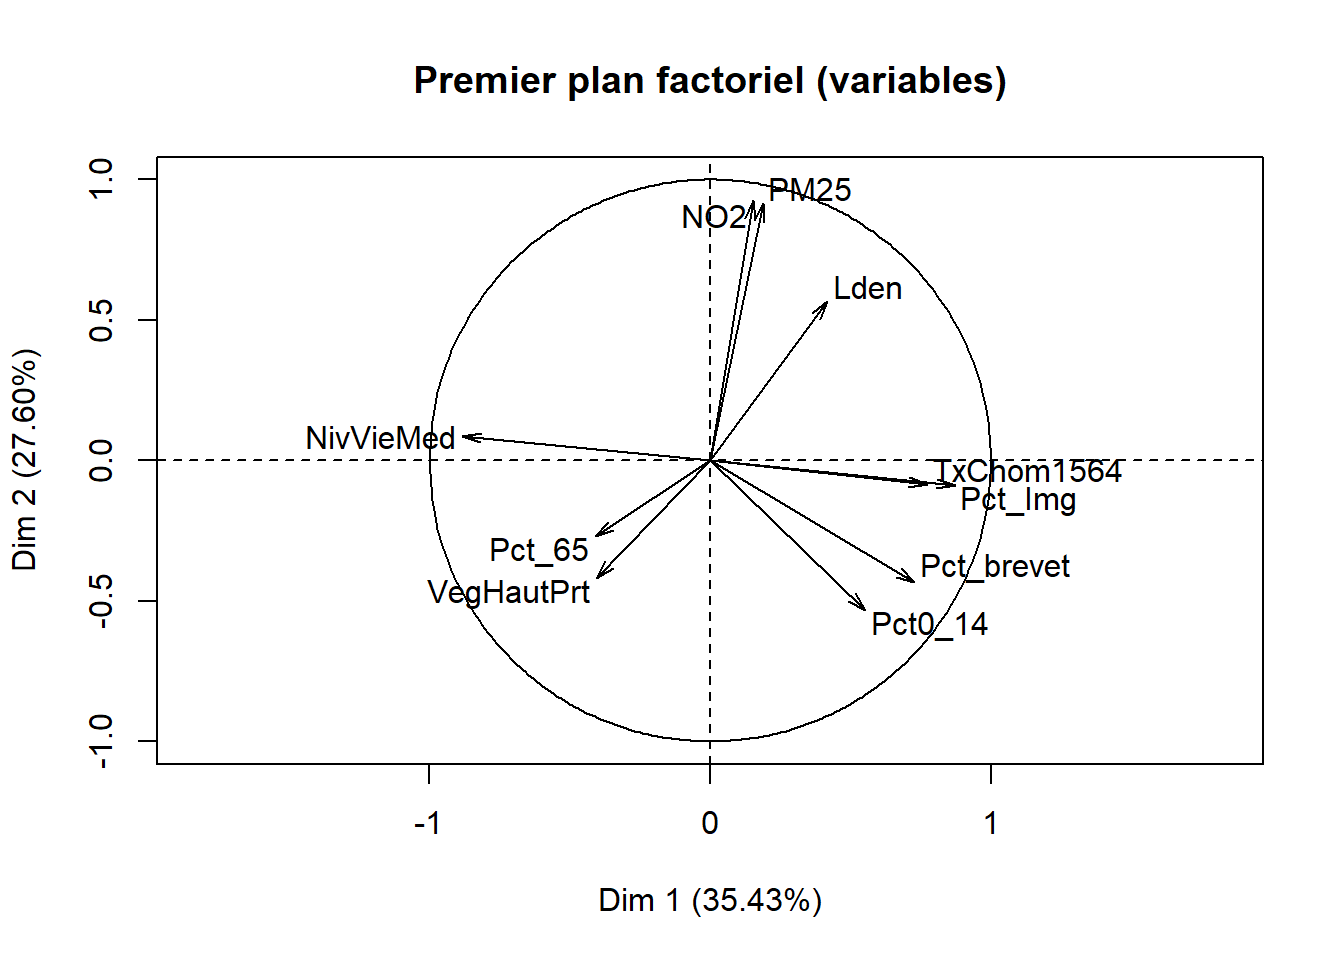 Premier plan factoriel (variables)
1.0
0.5
0.0
-0.5
-1.0
Dim 2 (27.60%)
PM25
NO2
Lden
NivVieMed
TxChom1564
Pct_Img
Pct_65
Pct_brevet
VegHautPrt
Pct0_14
-1
0
1
Dim 1 (35.43%)